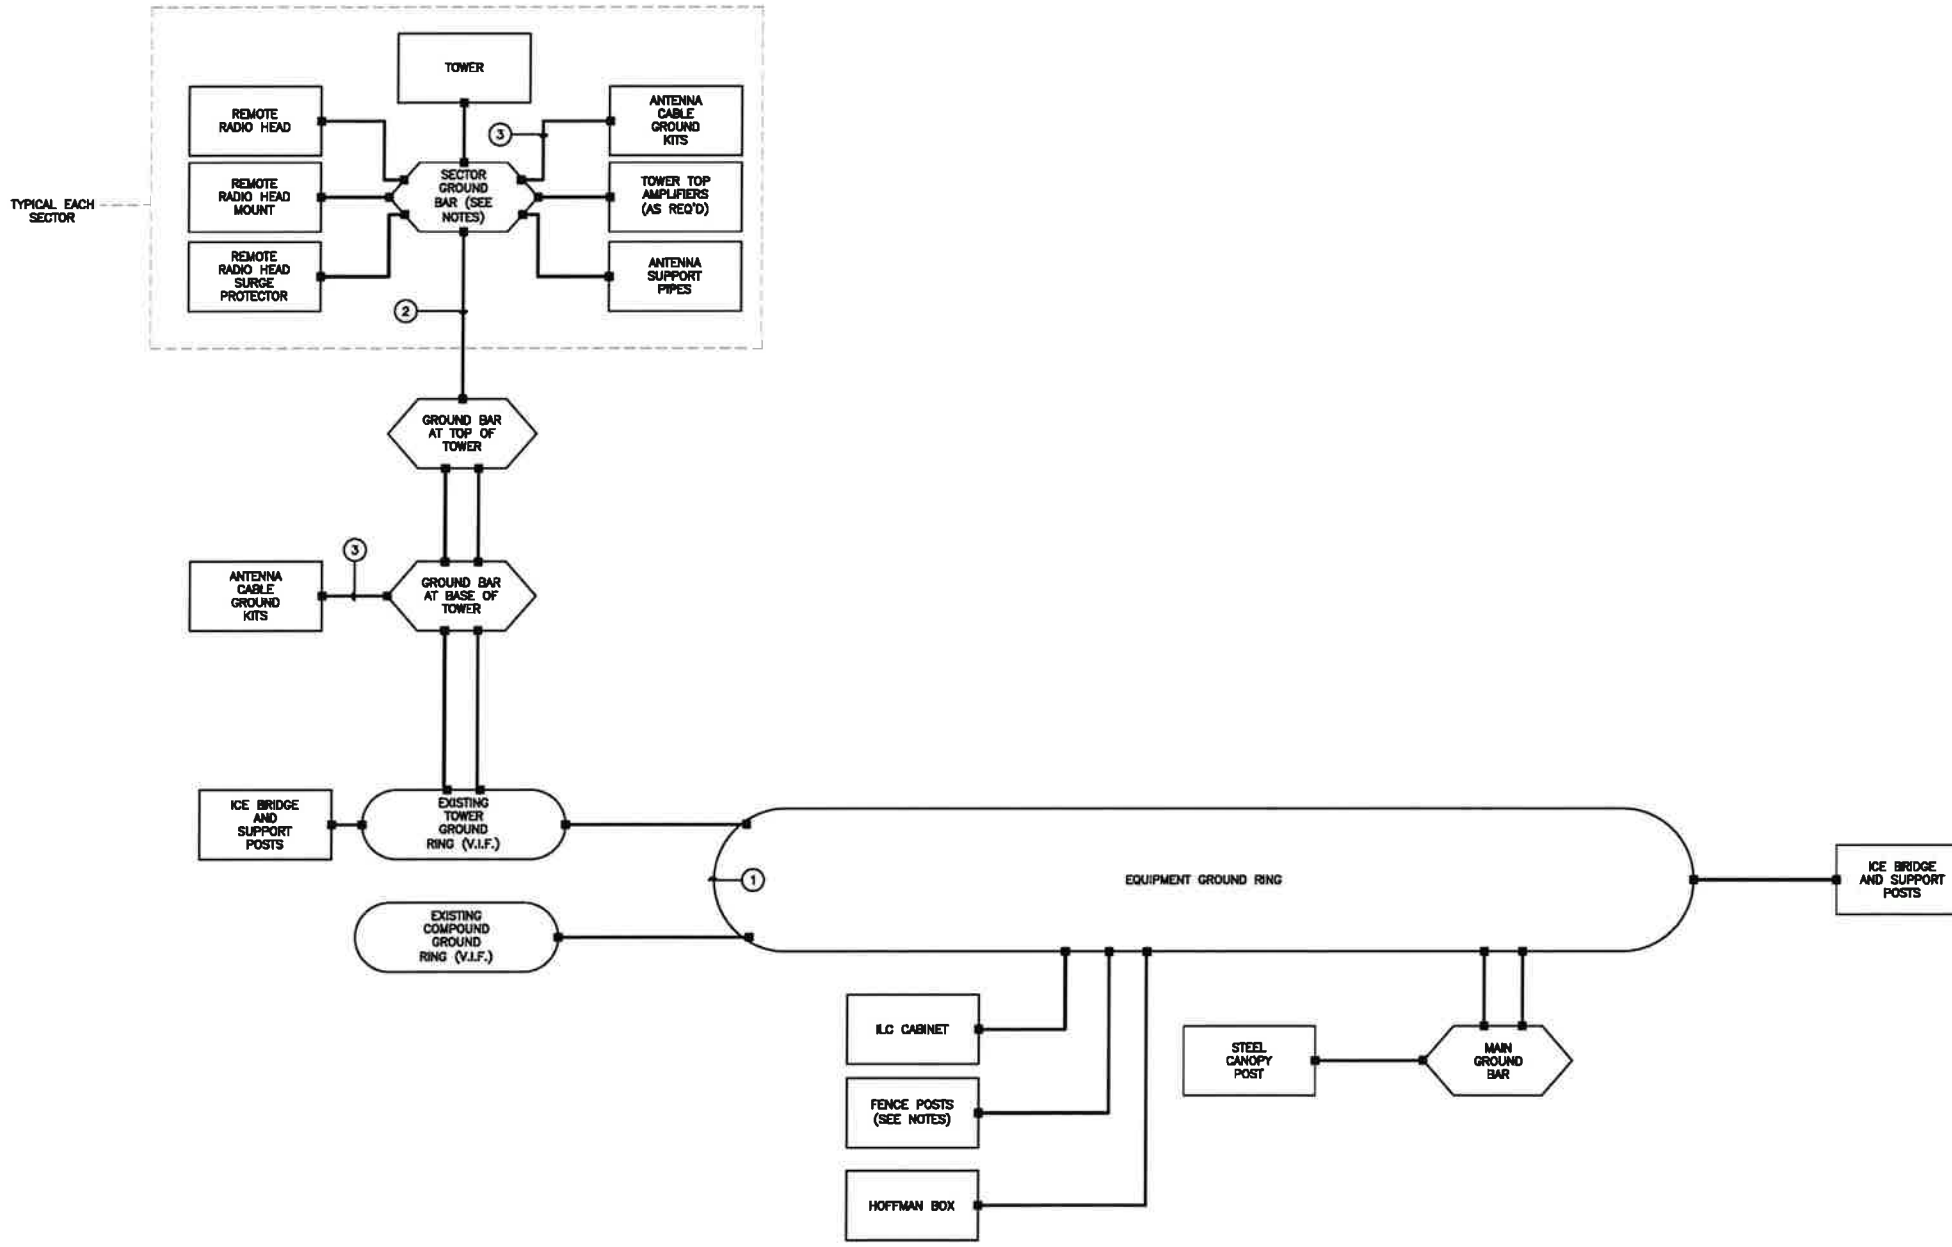 TOWER
REMOTE
RADIO HEAD
ANTENNA
CABLE
GROUND
KITS
3
SECTOR
GROUND
BAR (SEE
NOTES)
REMOTE
RADIO HEAD
MOUNT
TOWER TOP
AMPLIFIERS
(AS REQ'D)
TYPICAL EACH
SECTOR
REMOTE
RADIO HEAD
SURGE
PROTECTOR
ANTENNA
SUPPORT
PIPES
2
GROUND BAR
AT TOP OF
TOWER
3
ANTENNA
CABLE
GROUND
KITS
GROUND BAR
AT BASE OF
TOWER
ICE BRIDGE
AND
SUPPORT
POSTS
EXISTING
TOWER
GROUND
RING (V.I.F.)
1
EQUIPMENT GROUND RING
ICE BRIDGE
AND SUPPORT
POSTS
EXISTING
COMPOUND
GROUND
RING (V.I.F.)
ILC CABINET
STEEL
CANOPY
POST
MAIN
GROUND
BAR
FENCE POSTS
(SEE NOTES)
HOFFMAN BOX